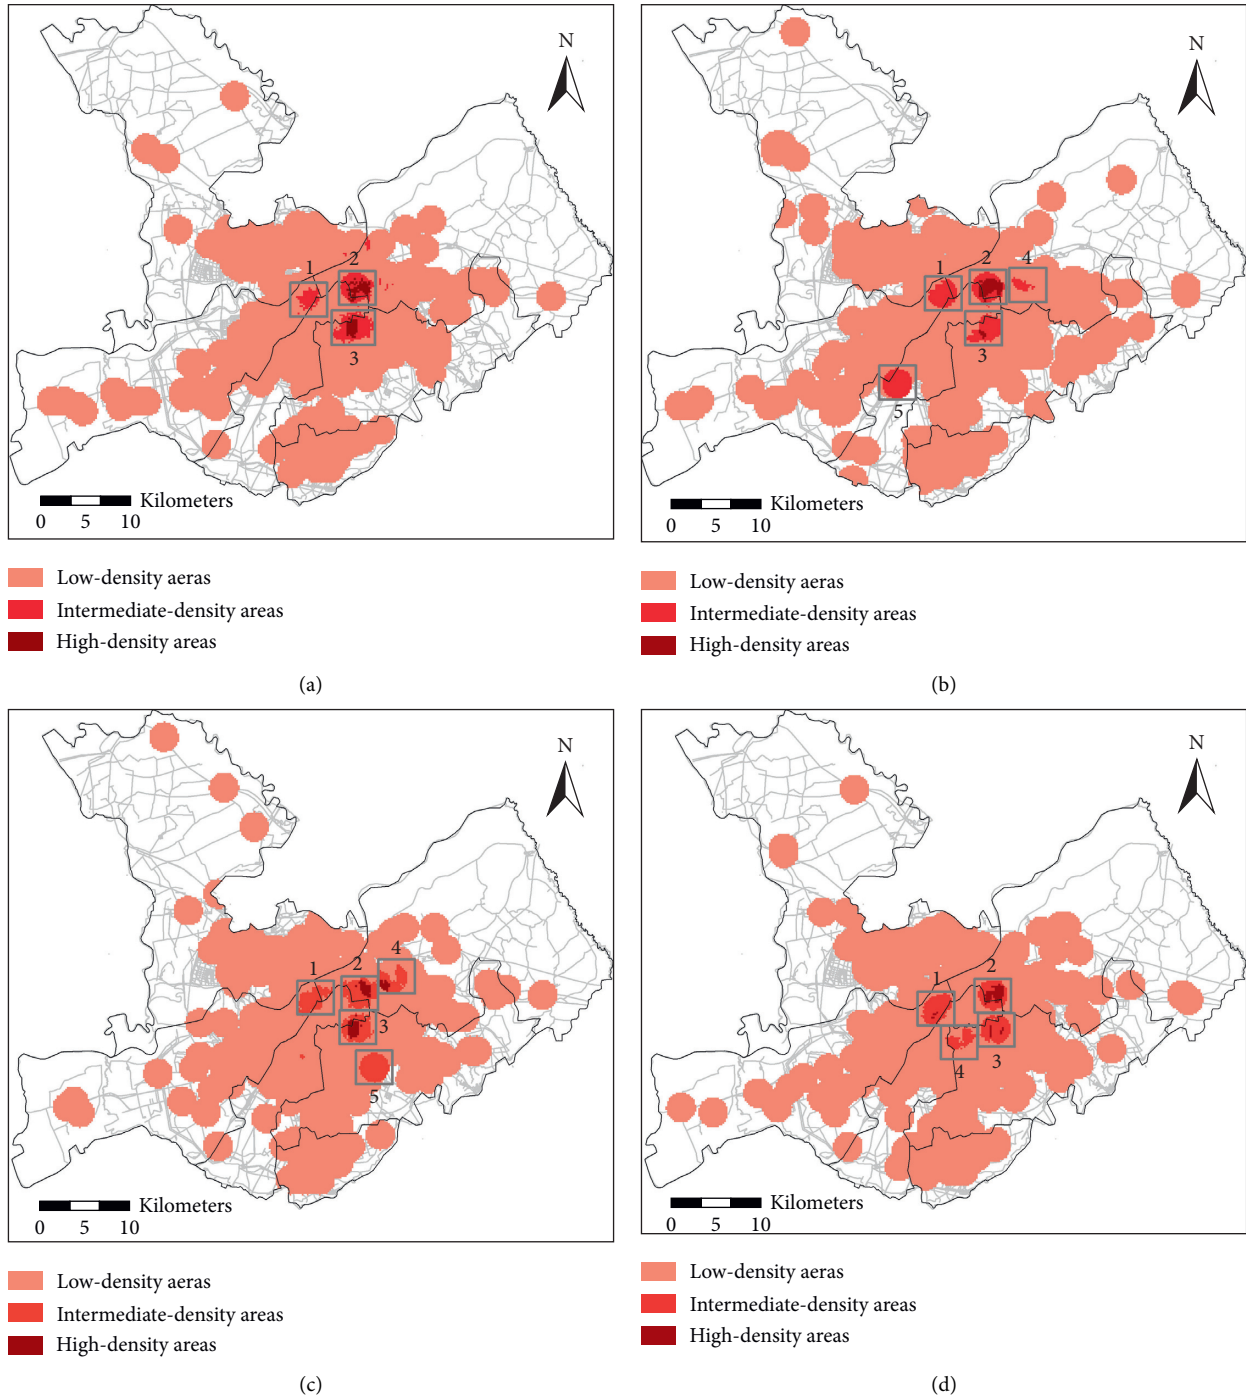 N
1
2
3
Kilometers
0 5 10
Low-density aeras
Intermediate-density areas
High-density areas
(a)
N
1
2
4
3
5
Kilometers
0 5 10
Low-density aeras
Intermediate-density areas
High-density areas
(b)
N
4
1
2
3
5
Kilometers
0 5 10
Low-density aeras
Intermediate-density areas
High-density areas
(c)
N
2
1
4
3
Kilometers
0 5 10
Low-density aeras
Intermediate-density areas
High-density areas
(d)